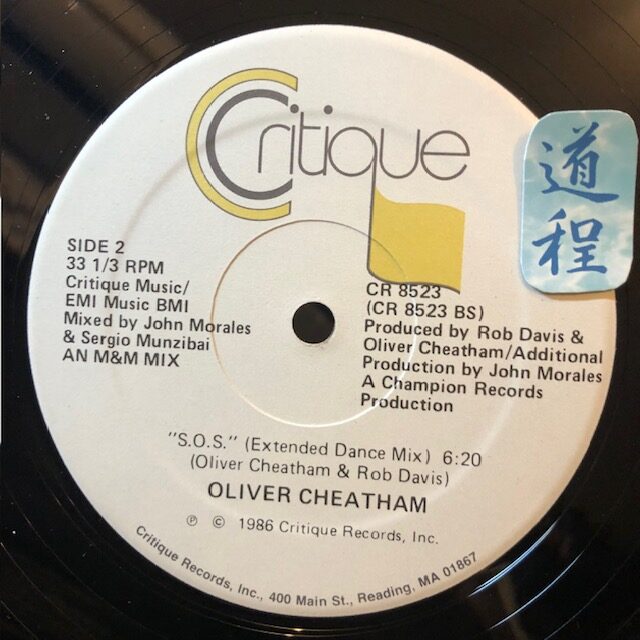 Critique
道
程
SIDE 2
33 1/3 RPM
Critique Music/
EMI Music BMI
Mixed by John Morales
& Sergio Munzibai
AN M&M MIX
CR 8523
(CR 8523 BS)
Produced by Rob Davis &
Oliver Cheatham/Additional
Production by John Morales
A Champion Records
Production
"S.O.S." (Extended Dance Mix) 6:20
(Oliver Cheatham & Rob Davis)
OLIVER CHEATHAM
℗ © 1986 Critique Records, Inc.
Critique Records, Inc., 400 Main St., Reading, MA 01867